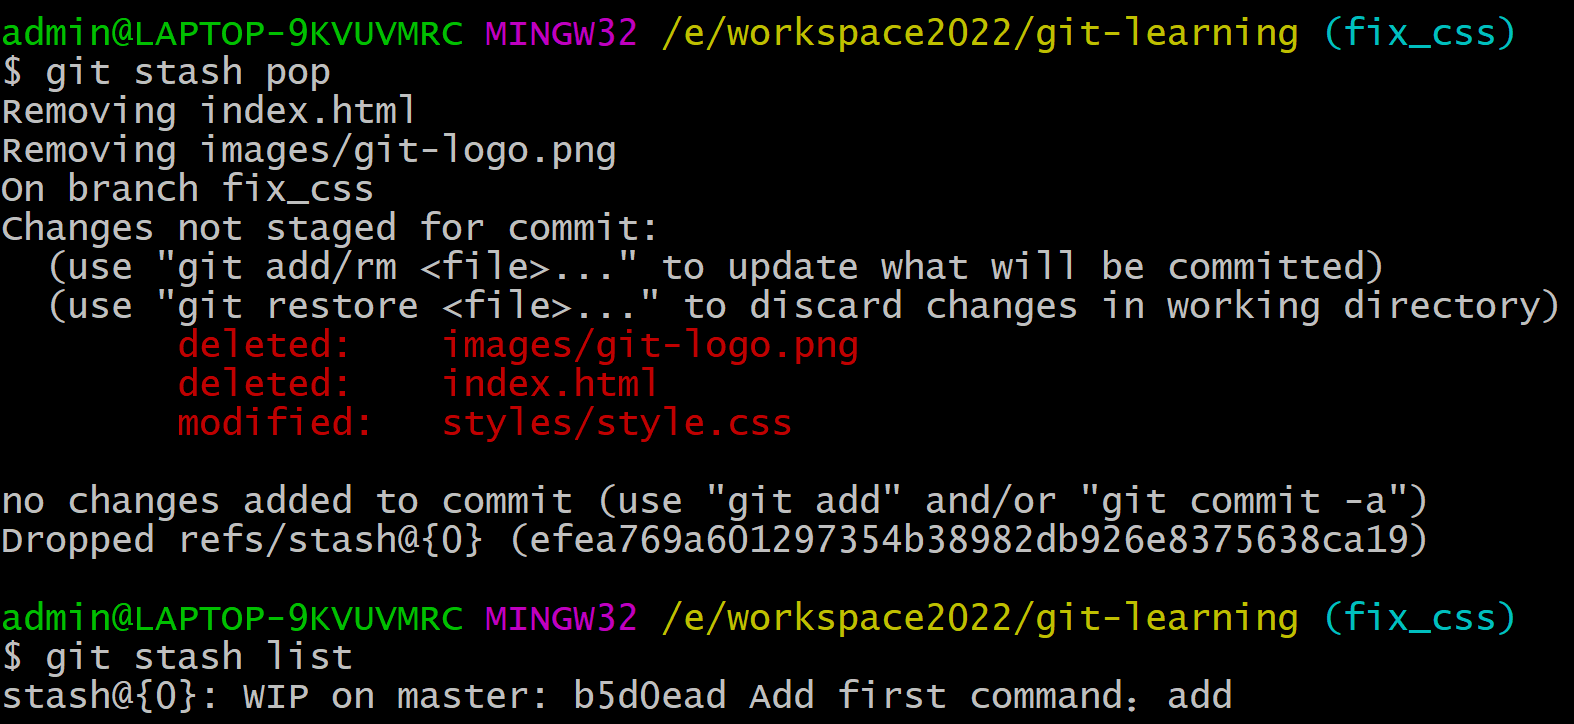 admin@LAPTOP-9KVUVMRC MINGW32 /e/workspace2022/git-learning (fix_css)
$ git stash pop
Removing index.html
Removing images/git-logo.png
On branch fix_css
Changes not staged for commit:
  (use "git add/rm <file>..." to update what will be committed)
  (use "git restore <file>..." to discard changes in working directory)
        deleted:    images/git-logo.png
        deleted:    index.html
        modified:   styles/style.css

no changes added to commit (use "git add" and/or "git commit -a")
Dropped refs/stash@{0} (efea769a601297354b38982db926e8375638ca19)

admin@LAPTOP-9KVUVMRC MINGW32 /e/workspace2022/git-learning (fix_css)
$ git stash list
stash@{0}: WIP on master: b5d0ead Add first command：add